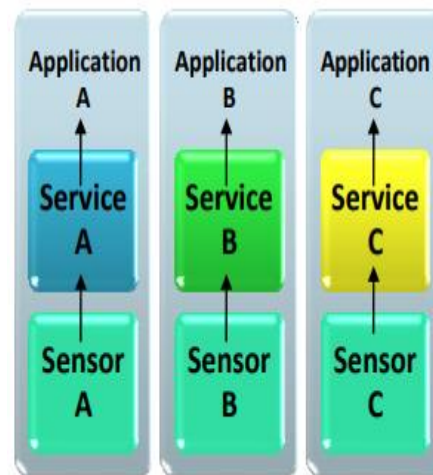 Application
A
Service
A
Sensor
A
Application
B
Service
B
Sensor
B
Application
C
Service
C
Sensor
C